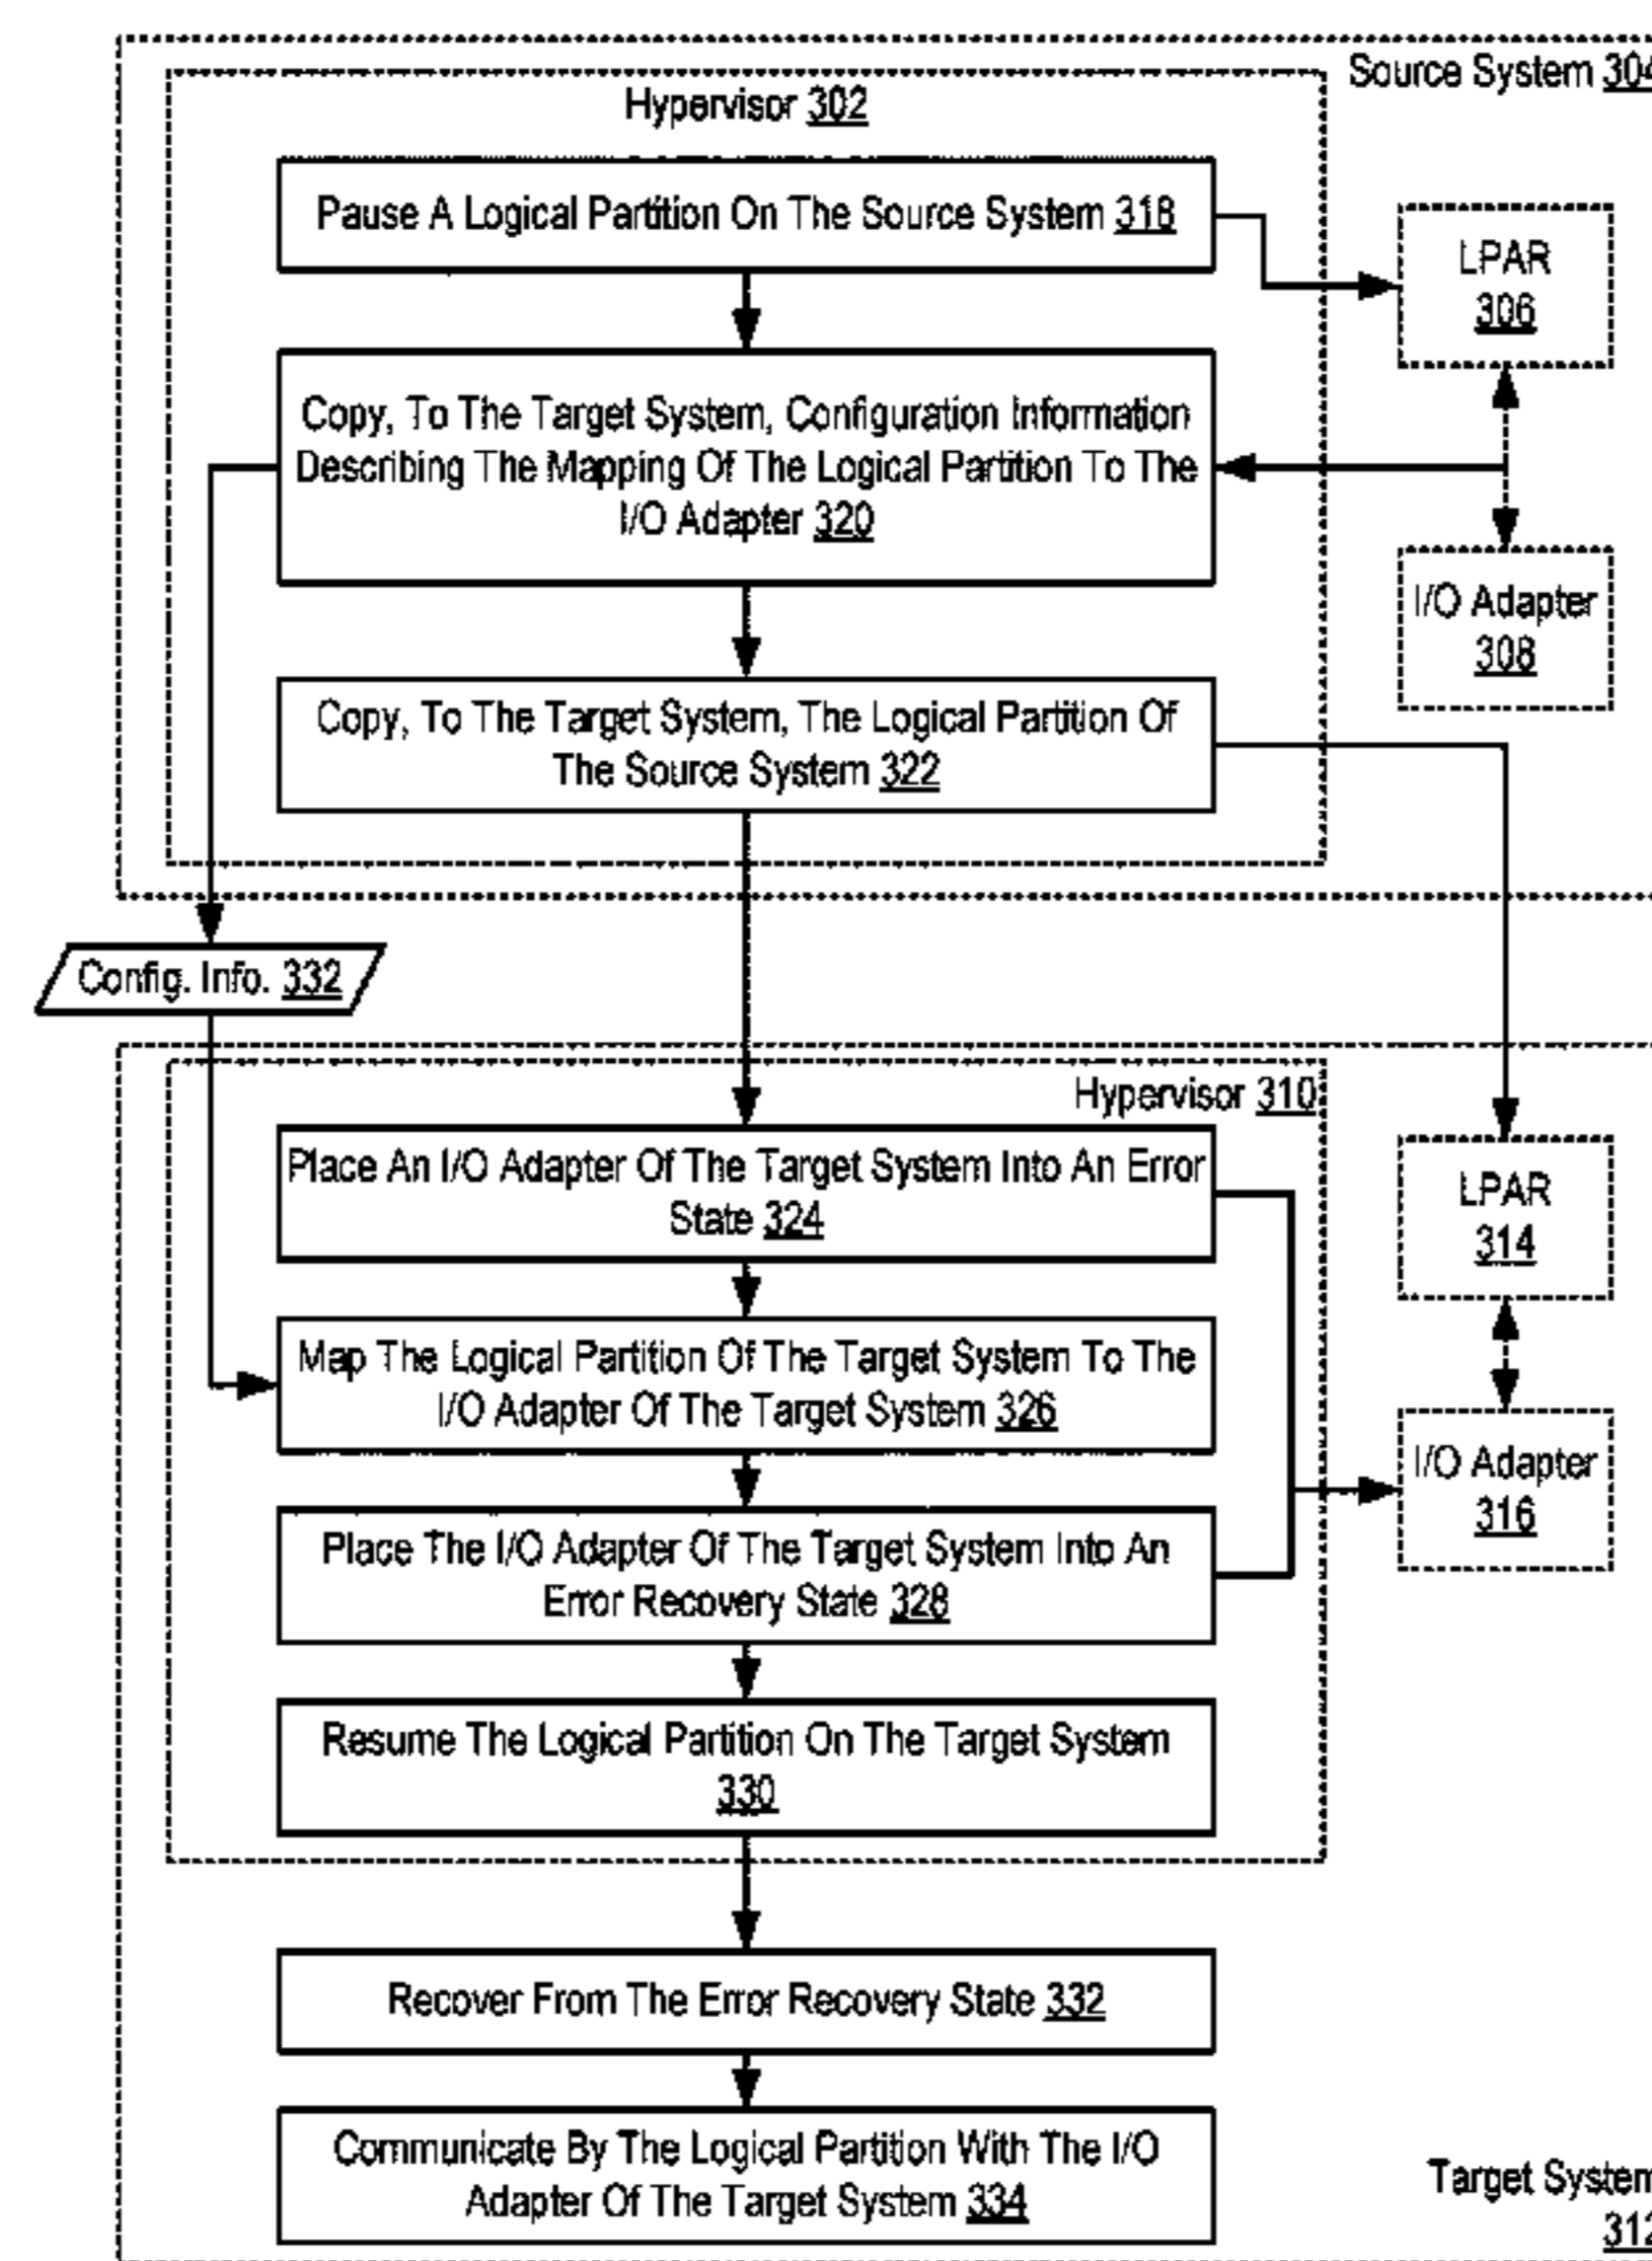 Source System 304
Hypervisor 302
Pause A Logical Partition On The Source System 318
LPAR
306
Copy, To The Target System, Configuration Information
Describing The Mapping Of The Logical Partition To The
I/O Adapter 320
I/O Adapter
308
Copy, To The Target System, The Logical Partition Of
The Source System 322
Config. Info. 332
Hypervisor 310
Place An I/O Adapter Of The Target System Into An Error
State 324
LPAR
314
Map The Logical Partition Of The Target System To The
I/O Adapter Of The Target System 326
I/O Adapter
316
Place The I/O Adapter Of The Target System Into An
Error Recovery State 328
Resume The Logical Partition On The Target System
330
Recover From The Error Recovery State 332
Communicate By The Logical Partition With The I/O
Adapter Of The Target System 334
Target System
312